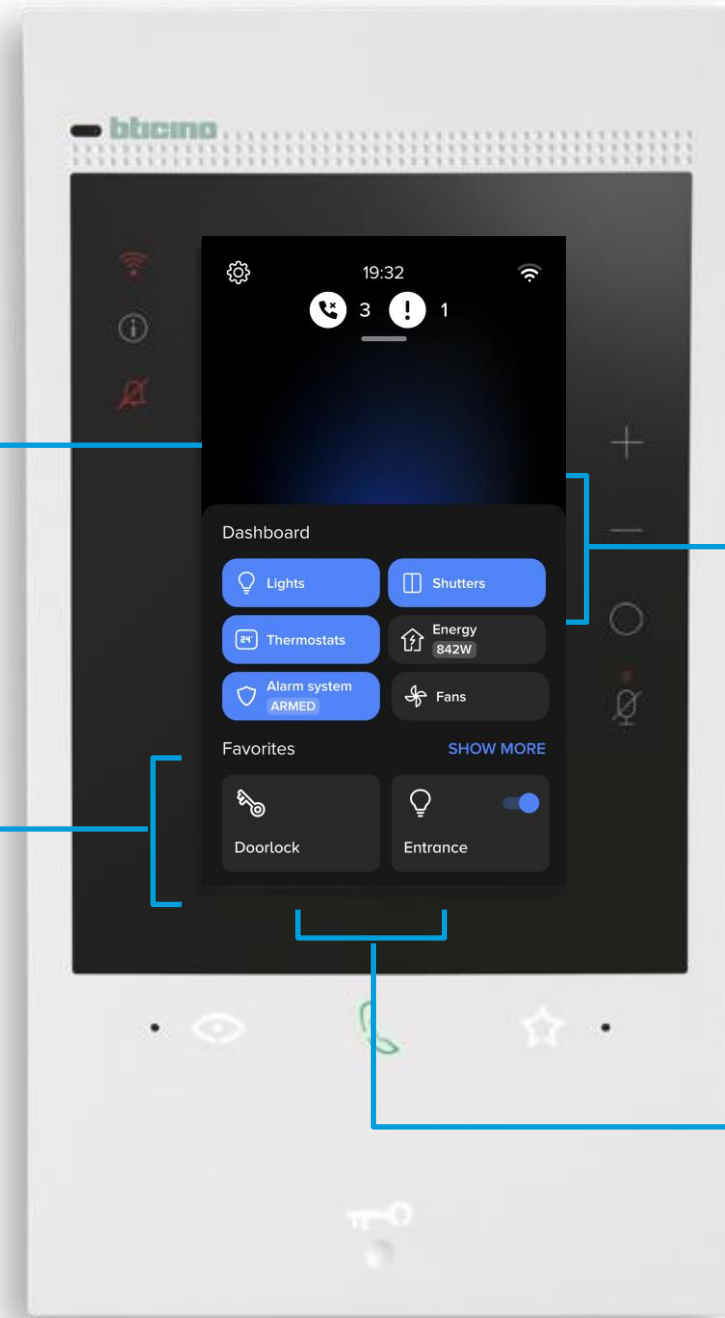 bticino
19:32
3
1
Dashboard
Lights
Shutters
24°
Thermostats
Energy
842W
Alarm system
ARMED
Fans
Favorites
SHOW MORE
Doorlock
Entrance